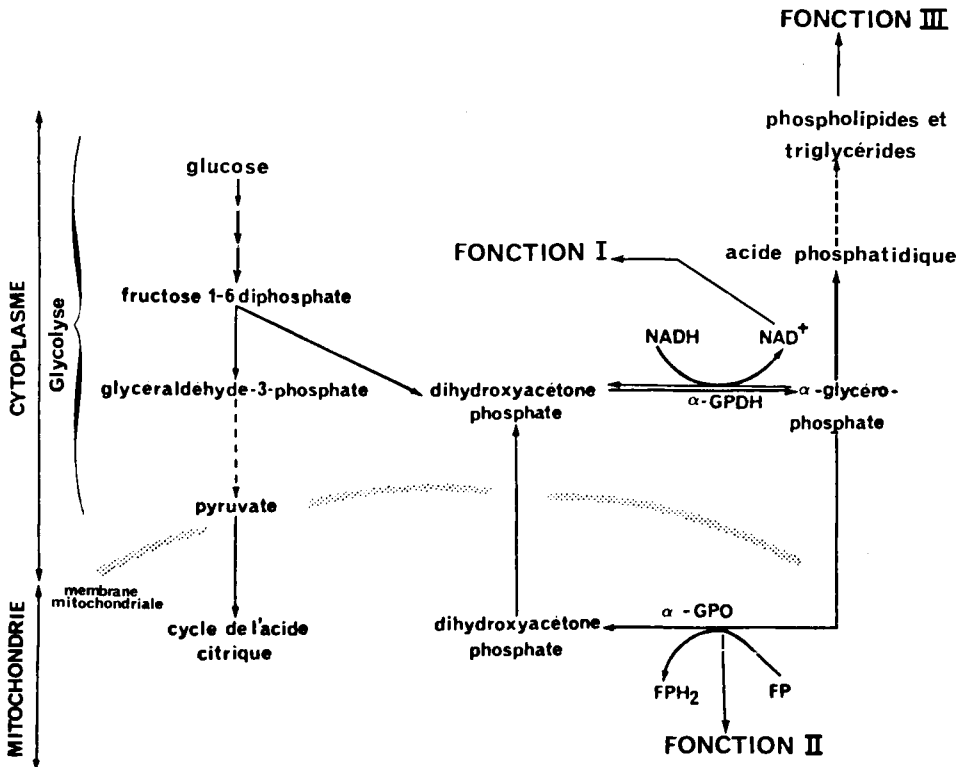 FONCTION III
phospholipides et
triglycérides
glucose
FONCTION I
acide phosphatidique
fructose 1-6 diphosphate
NADH
NAD+
CYTOPLASME
Glycolyse
glyceraldéhyde-3-phosphate
dihydroxyacétone
phosphate
α-GPDH
α-glycéro-
phosphate
pyruvate
membrane
mitochondriale
MITOCHONDRIE
cycle de l'acide
citrique
dihydroxyacétone
phosphate
α - GPO
FPH2
FP
FONCTION II